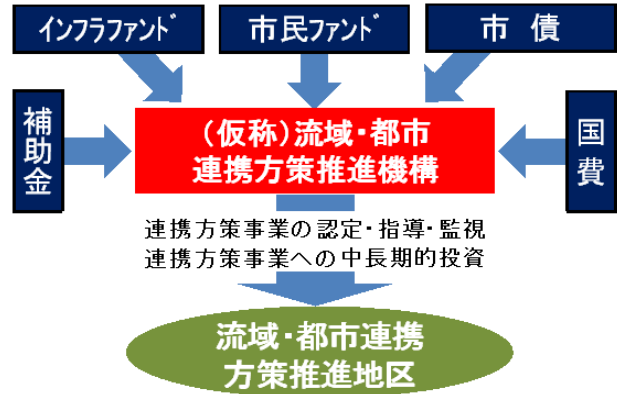 インフラファンド
市民ファンド
市債
補助金
国費
(仮称)流域・都市
連携方策推進機構
連携方策事業の認定・指導・監視
連携方策事業への中長期的投資
流域・都市連携
方策推進地区